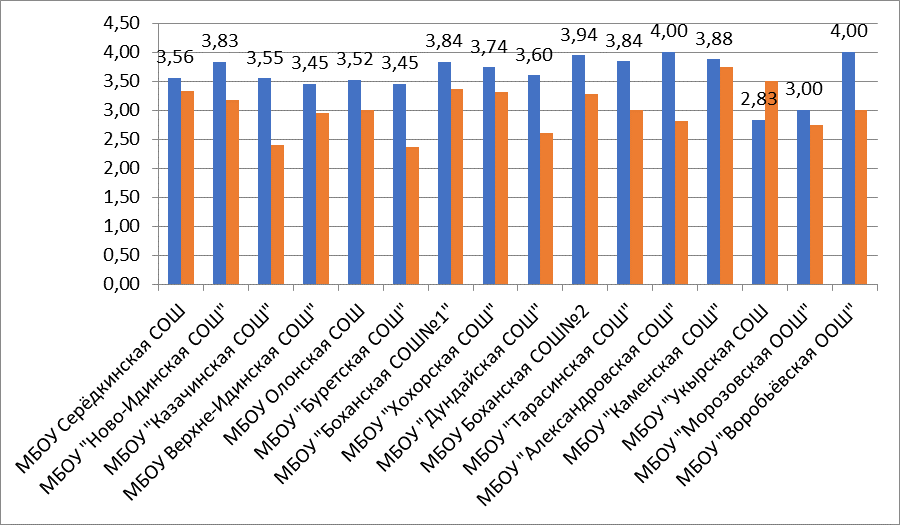 4,50
4,00
3,50
3,00
2,50
2,00
1,50
1,00
0,50
0,00
3,56
3,83
3,55
3,45
3,52
3,45
3,84
3,74
3,60
3,94
3,84
4,00
3,88
2,83
3,00
4,00
МБОУ Серёдкинская СОШ
МБОУ "Ново-Идинская СОШ"
МБОУ "Казачинская СОШ"
МБОУ Верхне-Идинская СОШ"
МБОУ Олонская СОШ
МБОУ "Буретская СОШ"
МБОУ "Боханская СОШ№1"
МБОУ "Хохорская СОШ"
МБОУ "Дундайская СОШ"
МБОУ Боханская СОШ№2
МБОУ "Тарасинская СОШ"
МБОУ "Александровская СОШ"
МБОУ "Каменская СОШ"
МБОУ "Укырская СОШ
МБОУ "Морозовская ООШ"
МБОУ "Воробьёвская ООШ"